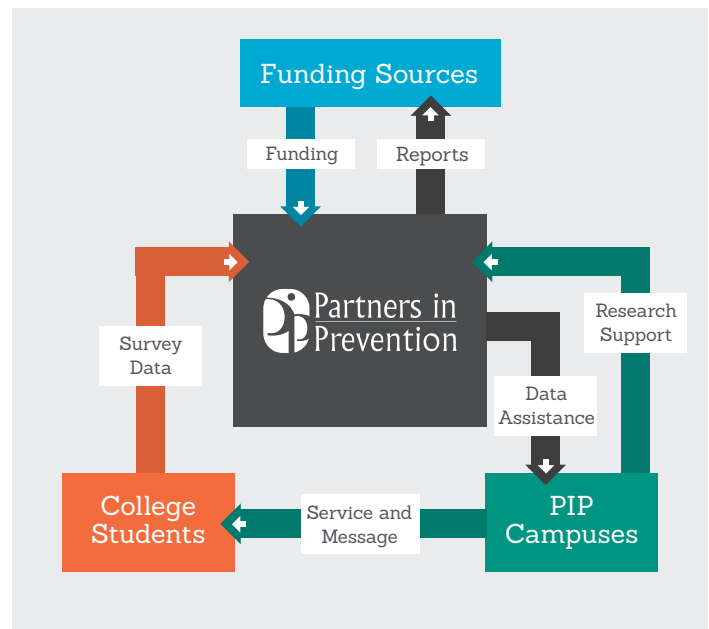 Funding Sources
Funding
Reports
Partners in
Prevention
Research
Support
Survey
Data
Data
Assistance
College
Students
Service and
Message
PIP
Campuses